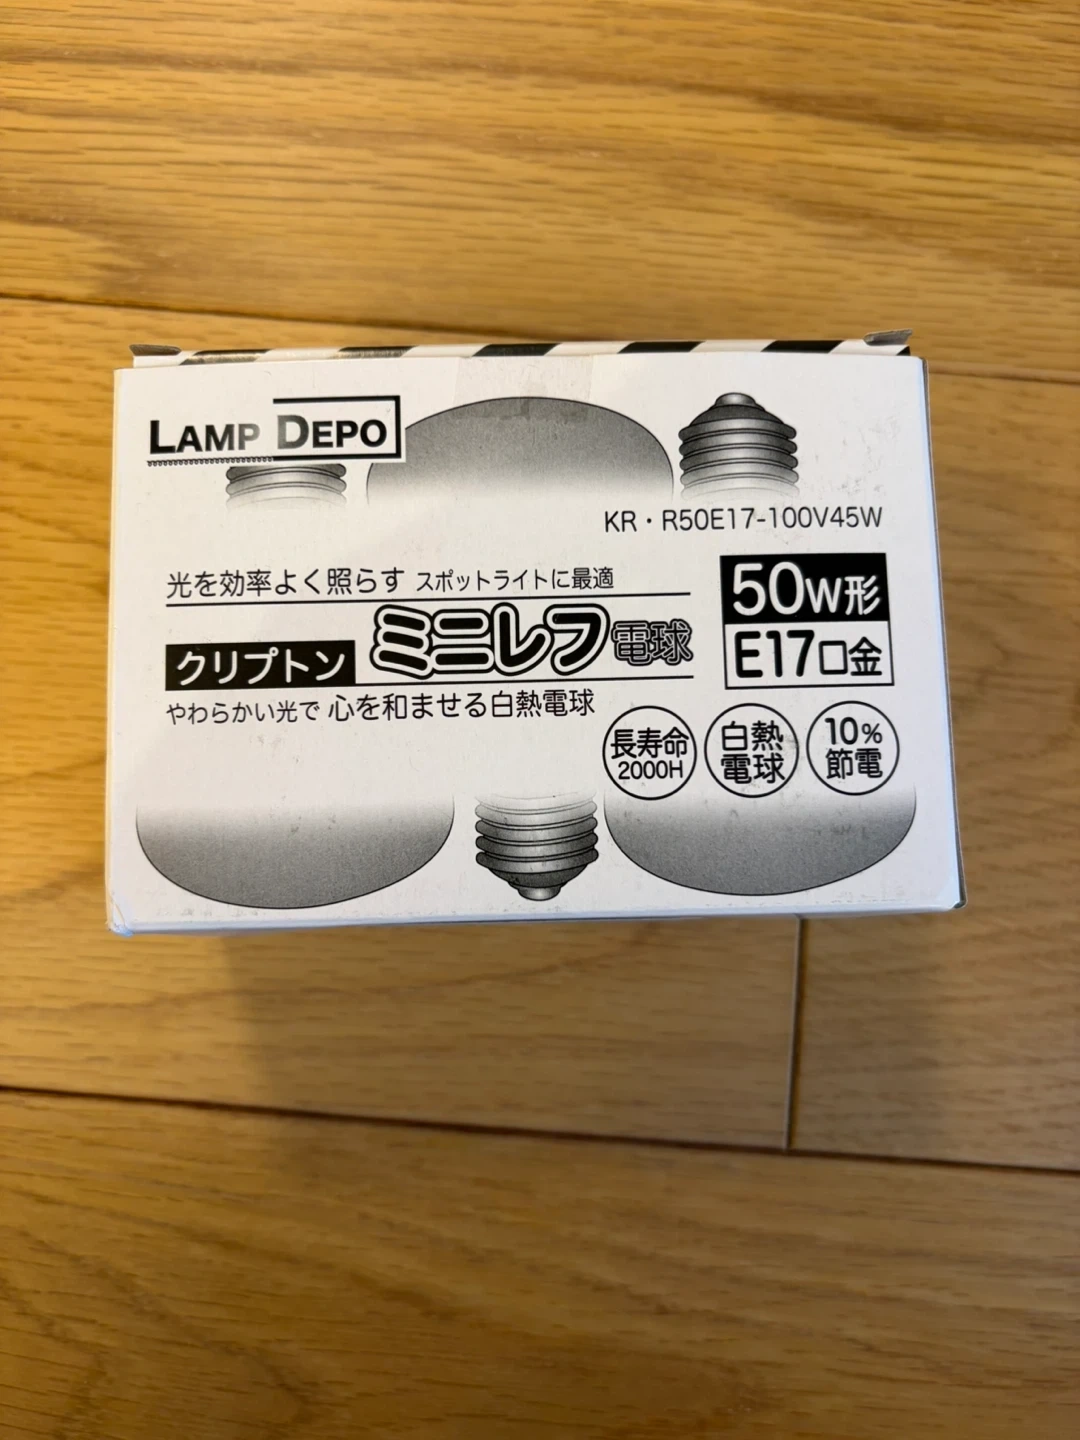 LAMP DEPO
KR・R50E17-100V45W
光を効率よく照らす スポットライトに最適
クリプトン ミニレフ電球
やわらかい光で 心を和ませる白熱電球
50W形
E17口金
長寿命
2000H
白熱
電球
10%
節電